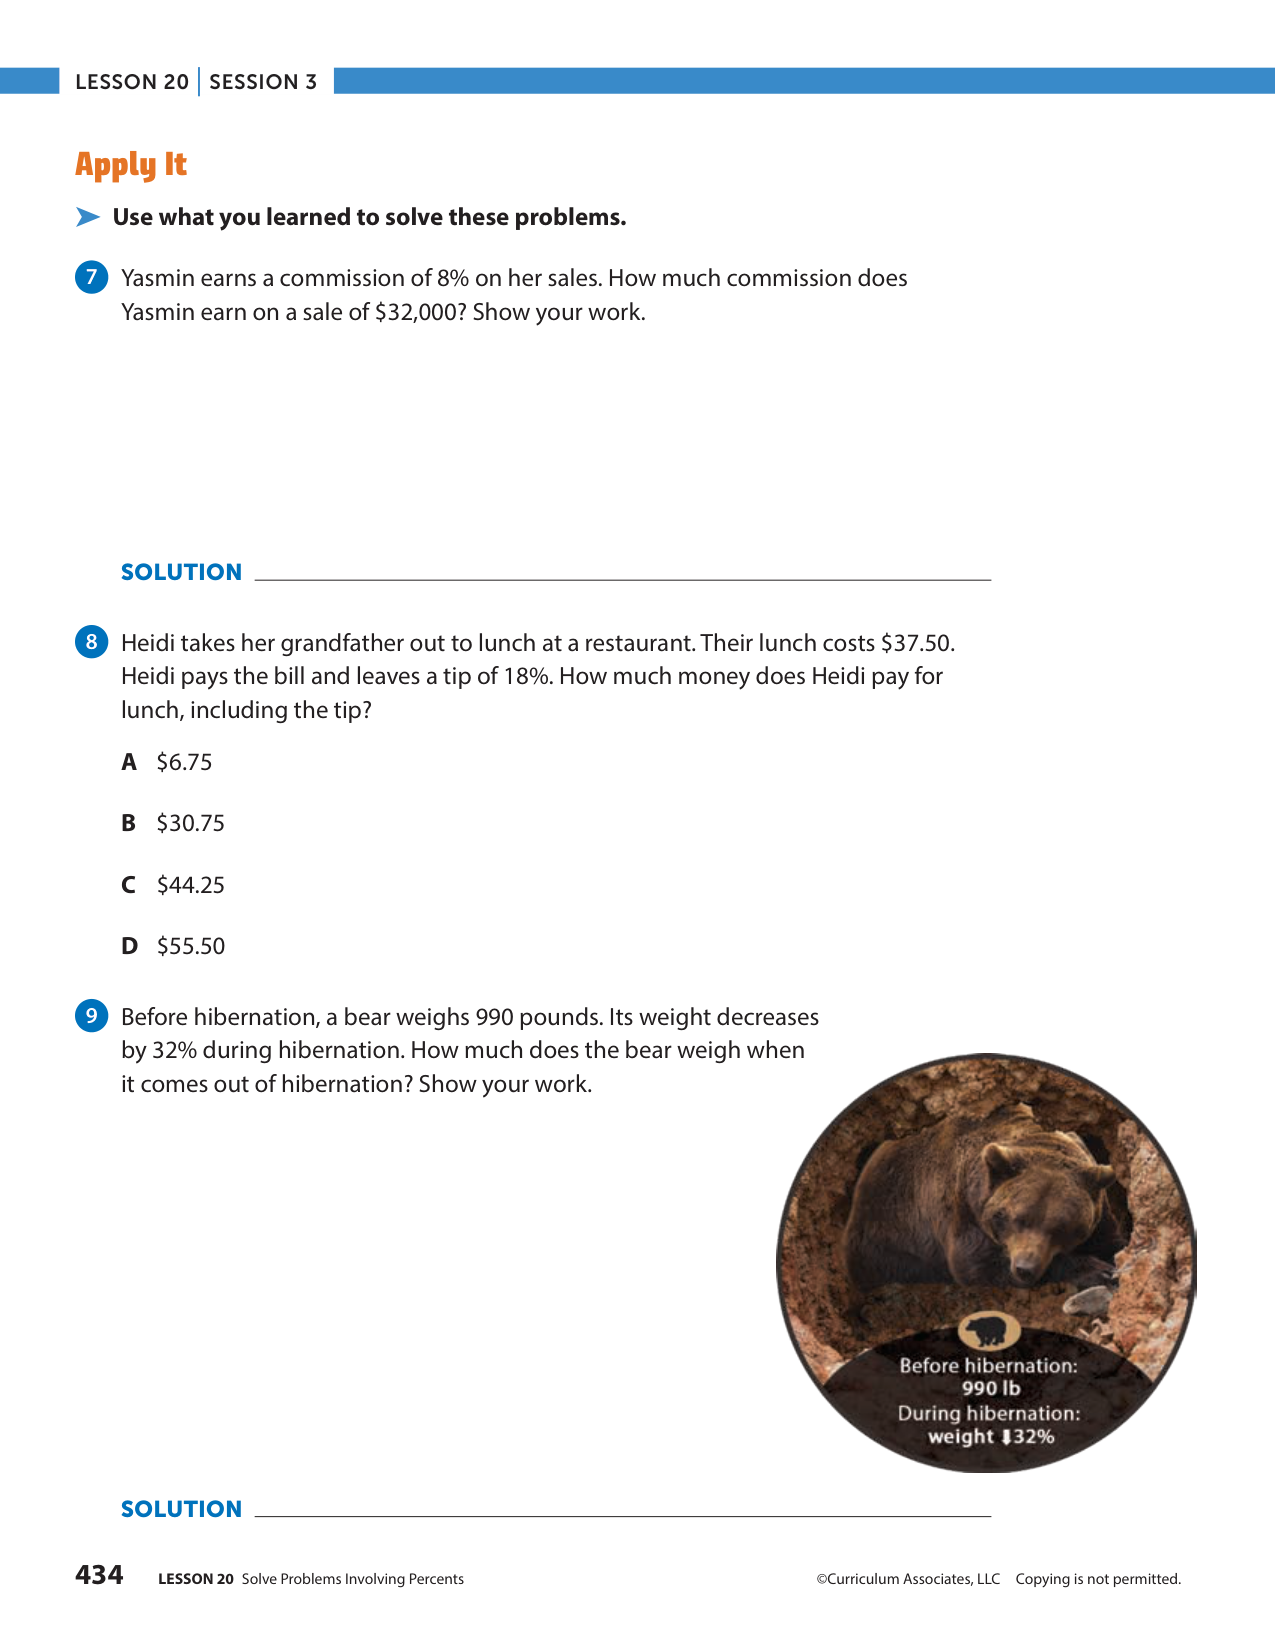 LESSON 20 | SESSION 3
Apply It
Use what you learned to solve these problems.
7 Yasmin earns a commission of 8% on her sales. How much commission does
Yasmin earn on a sale of $32,000? Show your work.
SOLUTION
8 Heidi takes her grandfather out to lunch at a restaurant. Their lunch costs $37.50.
Heidi pays the bill and leaves a tip of 18%. How much money does Heidi pay for
lunch, including the tip?
A $6.75
B $30.75
C $44.25
D $55.50
9 Before hibernation, a bear weighs 990 pounds. Its weight decreases
by 32% during hibernation. How much does the bear weigh when
it comes out of hibernation? Show your work.
Before hibernation:
990 lb
During hibernation:
weight ⬇32%
SOLUTION
434 LESSON 20 Solve Problems Involving Percents ©Curriculum Associates, LLC Copying is not permitted.